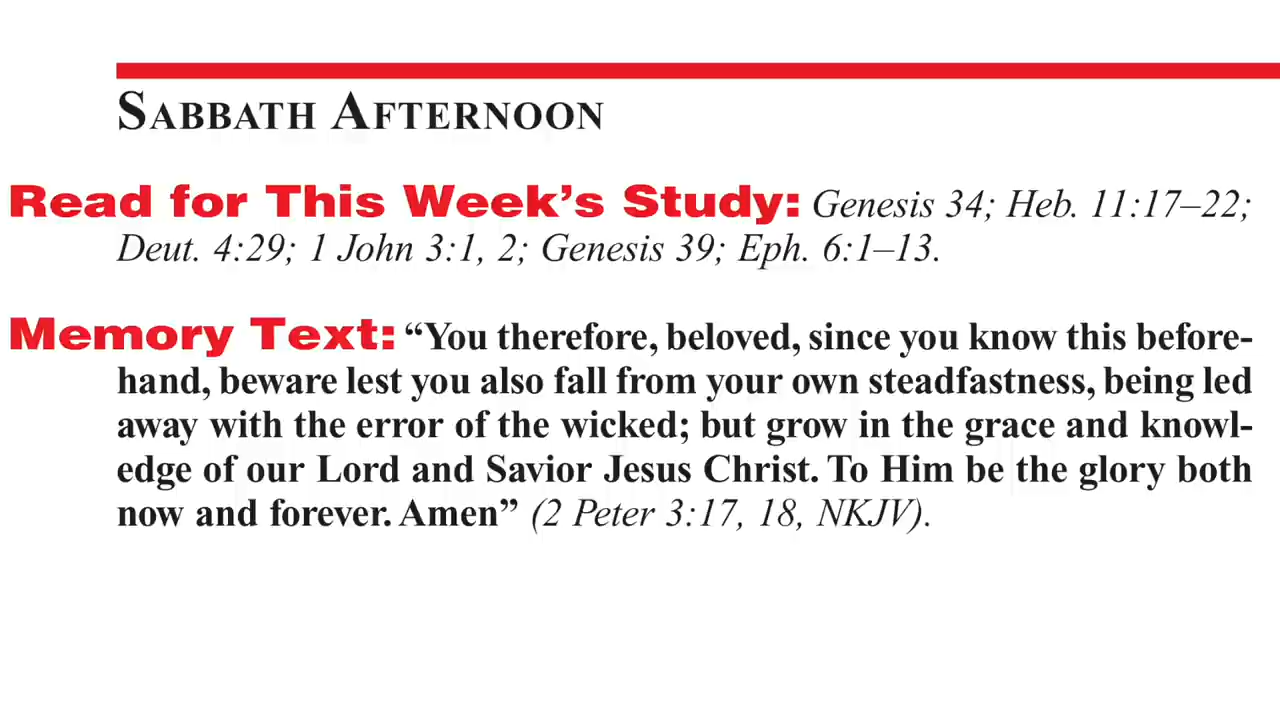 SABBATH AFTERNOON
Read for This Week’s Study: Genesis 34; Heb. 11:17–22;
Deut. 4:29; 1 John 3:1, 2; Genesis 39; Eph. 6:1–13.
Memory Text: “You therefore, beloved, since you know this before-
hand, beware lest you also fall from your own steadfastness, being led
away with the error of the wicked; but grow in the grace and knowl-
edge of our Lord and Savior Jesus Christ. To Him be the glory both
now and forever. Amen” (2 Peter 3:17, 18, NKJV).